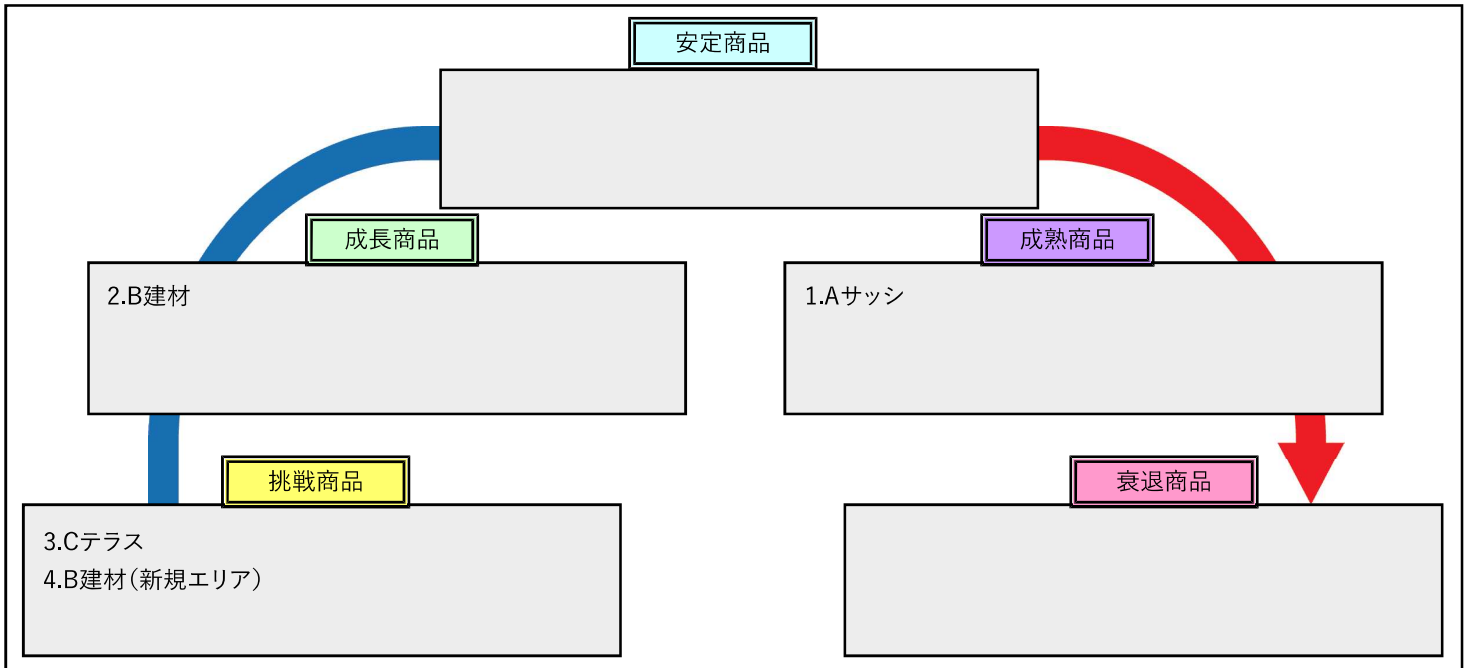 安定商品
成長商品
2.B建材
成熟商品
1.Aサッシ
挑戦商品
3.Cテラス
4.B建材（新規エリア）
衰退商品